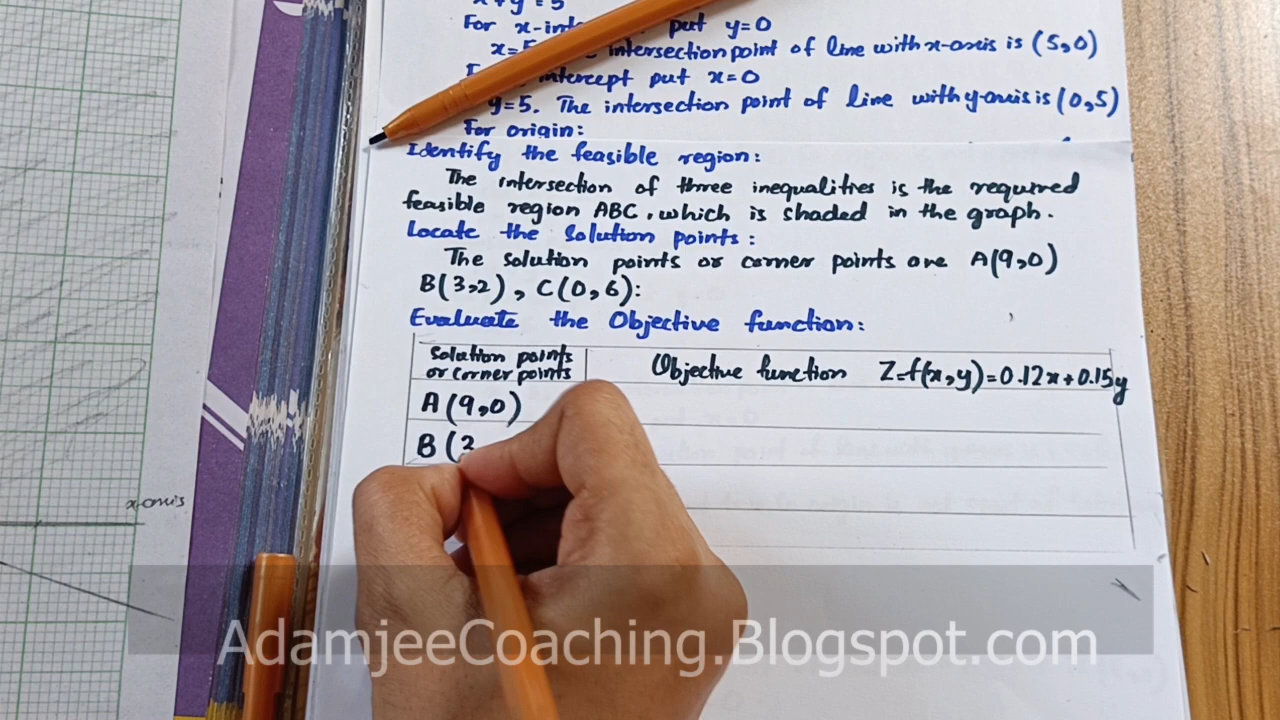 x+y=5
For x-inte put y=0
x=5 intersection point of line with x-axis is (5,0)
intercept put x=0
y=5. The intersection point of line with y-axis is (0,5)
For origin:
Identify the feasible region:
The intersection of three inequalities is the required
feasible region ABC, which is shaded in the graph.
Locate the Solution points:
The solution points or corner points are A(9,0)
B(3,2), C(0,6):
Evaluate the Objective function:
Solution points
or corner points
Objective function Z=f(x,y)=0.12x+0.15y
A(9,0)
B(3
x-axis
AdamjeeCoaching.Blogspot.com